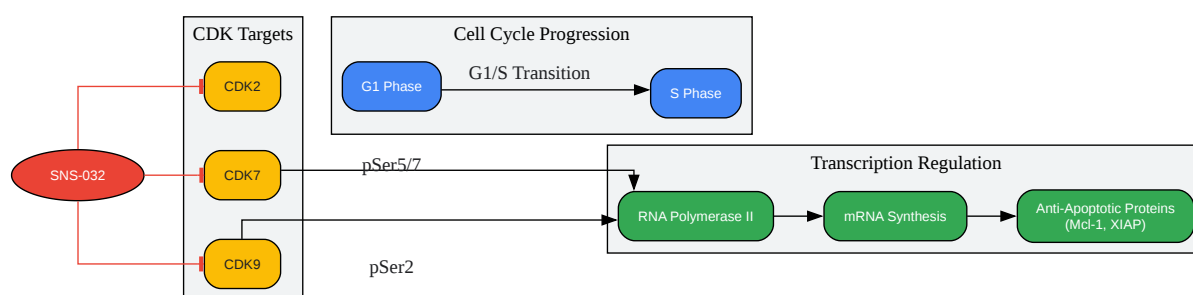 CDK Targets
Cell Cycle Progression
CDK2
G1 Phase
G1/S Transition
S Phase
SNS-032
CDK7
pSer5/7
Transcription Regulation
RNA Polymerase II
mRNA Synthesis
Anti-Apoptotic Proteins
(Mcl-1, XIAP)
CDK9
pSer2